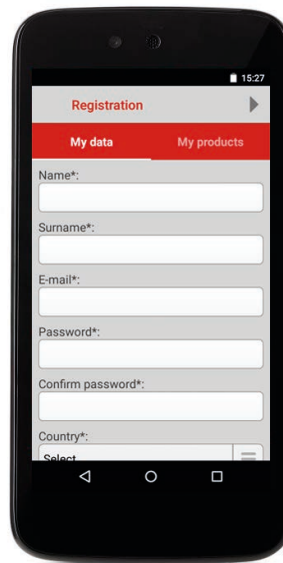 15:27
Registration
My data My products
Name*:
Surname*:
E-mail*:
Password*:
Confirm password*:
Country*:
Select